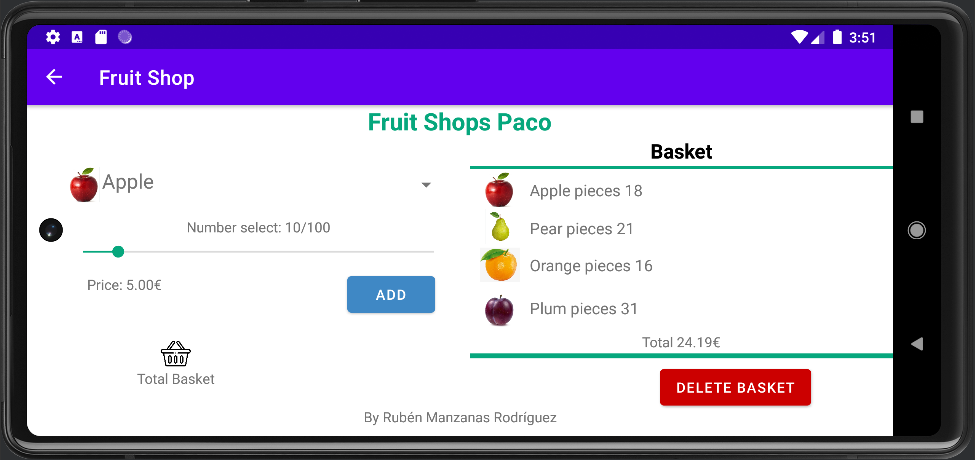 3:51
Fruit Shop
Fruit Shops Paco
Apple
Number select: 10/100
Price: 5.00€
ADD
Total Basket
Basket
Apple pieces 18
Pear pieces 21
Orange pieces 16
Plum pieces 31
Total 24.19€
DELETE BASKET
By Rubén Manzanas Rodríguez